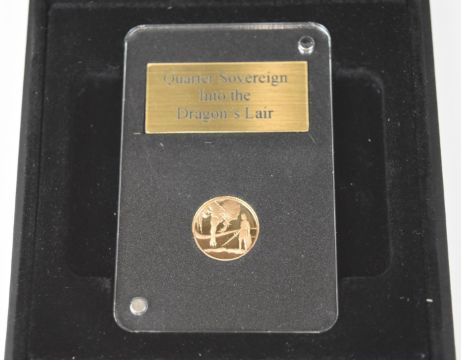 Quarter Sovereign
Into the
Dragon's Lair